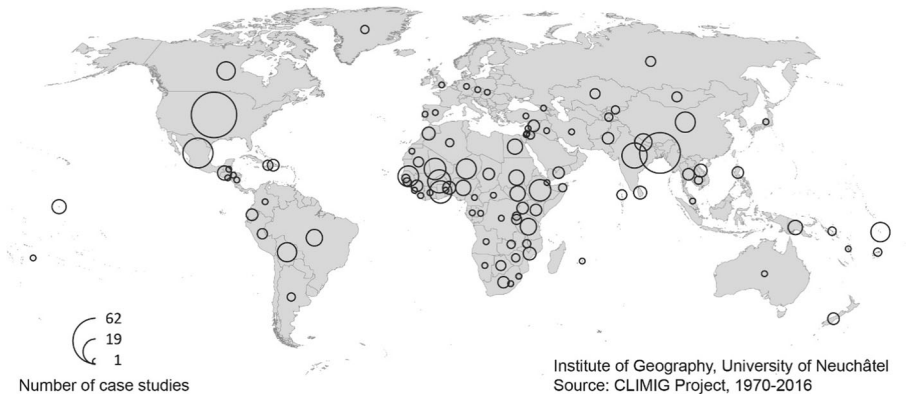 62
19
1
Number of case studies
Institute of Geography, University of Neuchâtel
Source: CLIMIG Project, 1970-2016